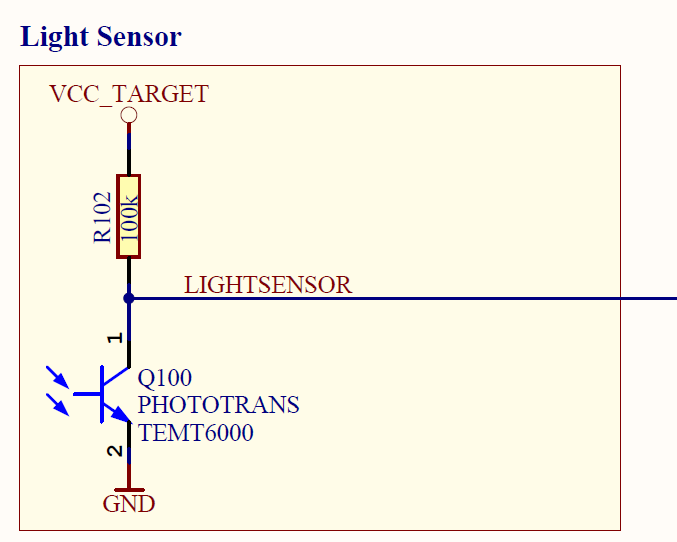 Light Sensor
VCC_TARGET
R102
100k
LIGHTSENSOR
1
Q100
PHOTOTRANS
TEMT6000
2
GND